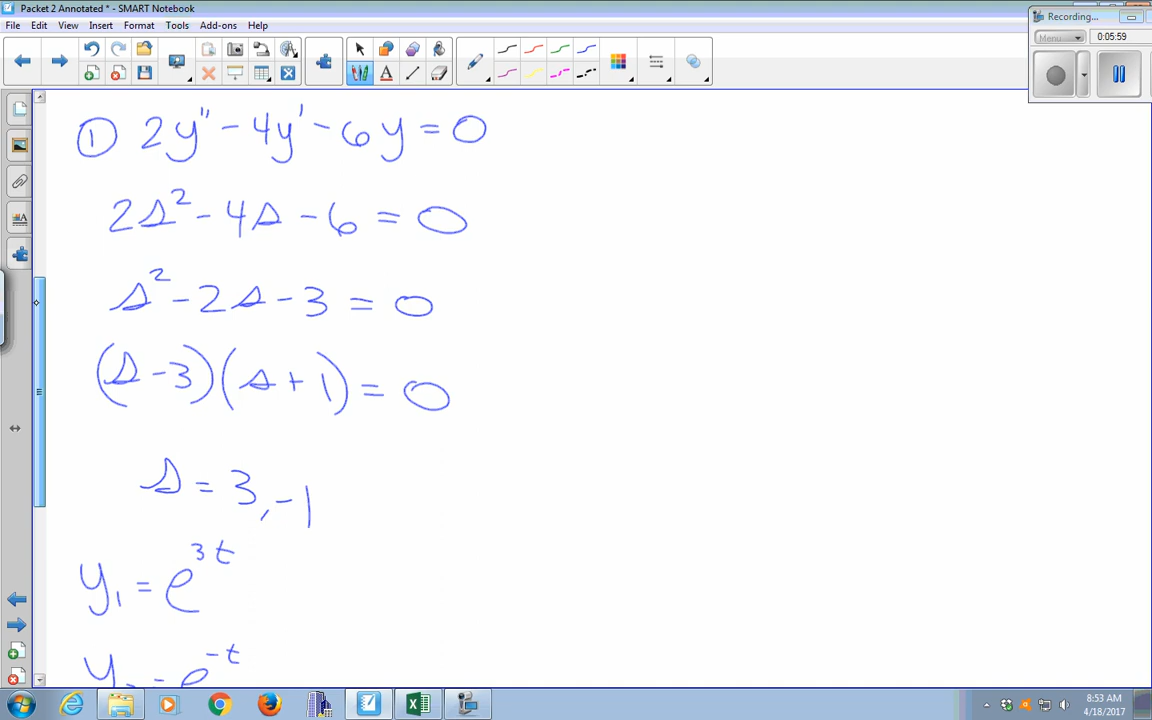 Packet 2 Annotated * - SMART Notebook
File Edit View Insert Format Tools Add-ons Help
Recording...
Menu 0:05:59
① 2y'' - 4y' - 6y = 0
2s² - 4s - 6 = 0
s² - 2s - 3 = 0
(s - 3)(s + 1) = 0
s = 3, -1
y₁ = e^{3t}
y₂ = e^{-t}
8:53 AM
4/18/2017